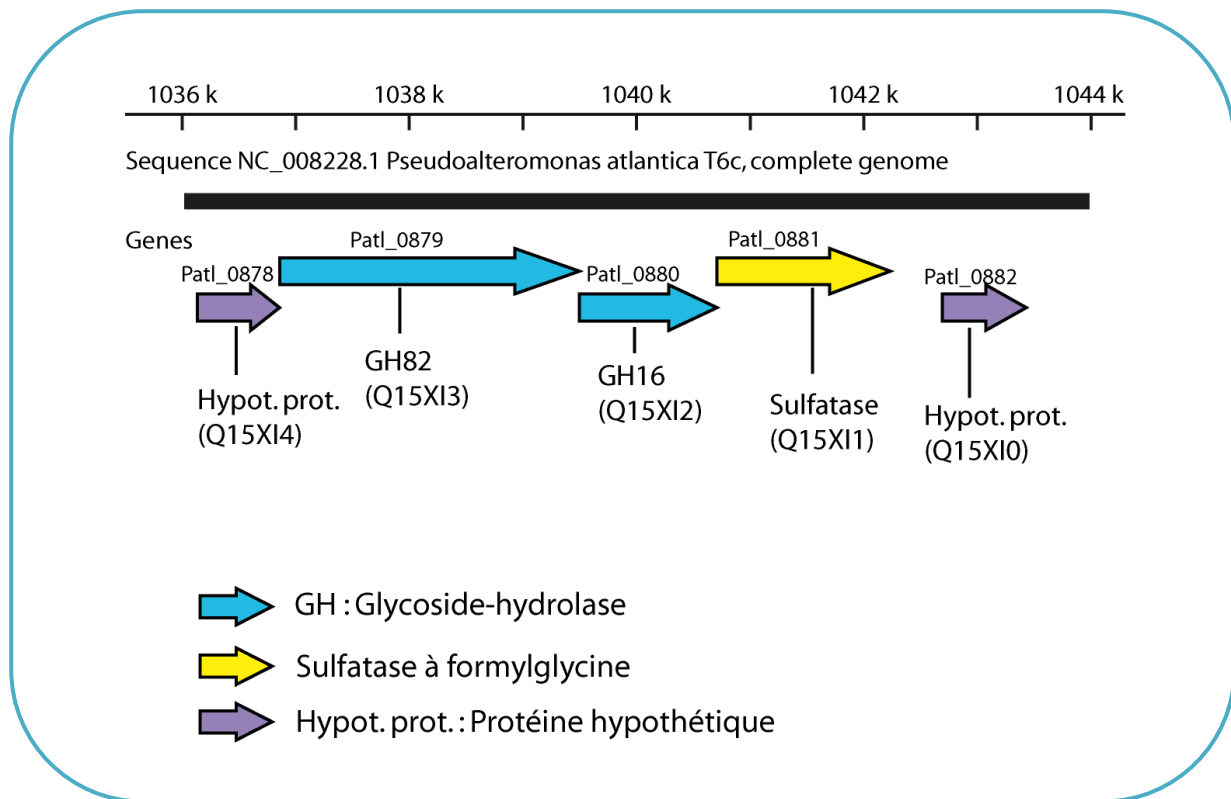 1036 k 1038 k 1040 k 1042 k 1044 k
Sequence NC_008228.1 Pseudoalteromonas atlantica T6c, complete genome
Genes
Patl_0879
Patl_0881
Patl_0878
Patl_0880
Patl_0882
Hypot. prot.
(Q15XI4)
GH82
(Q15XI3)
GH16
(Q15XI2)
Sulfatase
(Q15XI1)
Hypot. prot.
(Q15XI0)
GH : Glycoside-hydrolase
Sulfatase à formylglycine
Hypot. prot. : Protéine hypothétique